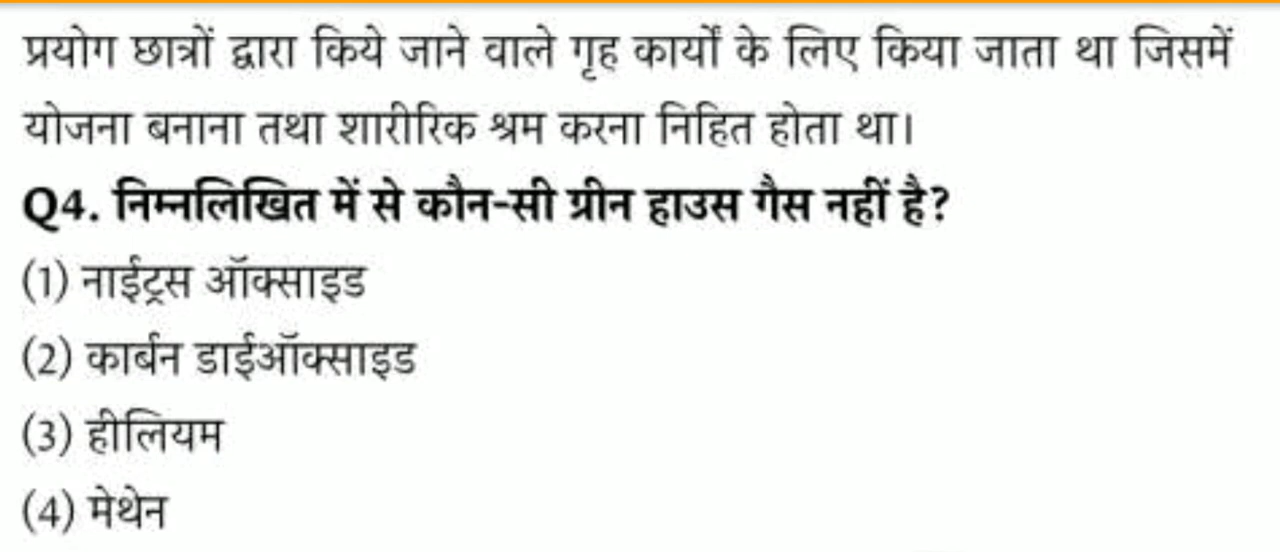 प्रयोग छात्रों द्वारा किये जाने वाले गृह कार्यों के लिए किया जाता था जिसमें
योजना बनाना तथा शारीरिक श्रम करना निहित होता था।
Q4. निम्नलिखित में से कौन-सी ग्रीन हाउस गैस नहीं है?
(1) नाईट्रस ऑक्साइड
(2) कार्बन डाईऑक्साइड
(3) हीलियम
(4) मेथेन